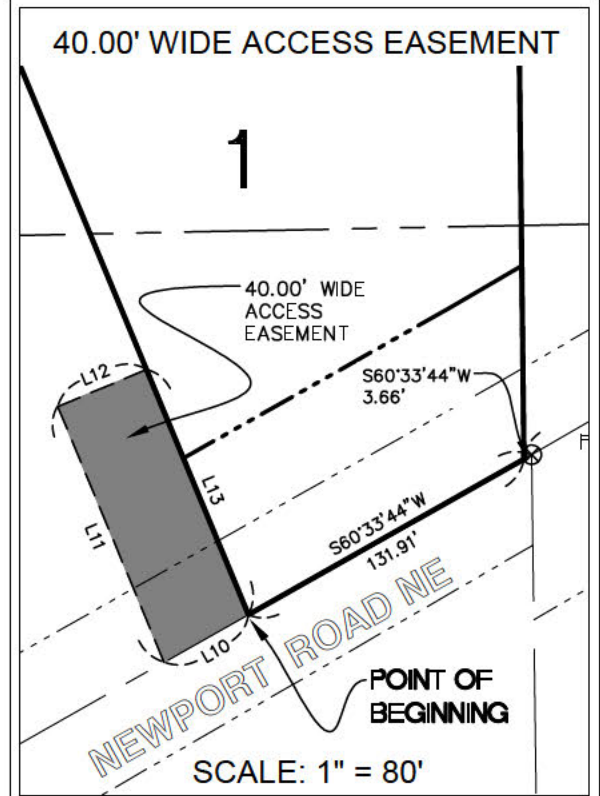 40.00' WIDE ACCESS EASEMENT
1
40.00' WIDE
ACCESS
EASEMENT
L12
S60°33'44"W
3.66'
L13
L11
S60°33'44"W
131.91'
L10
NEWPORT ROAD NE
POINT OF
BEGINNING
SCALE: 1" = 80'